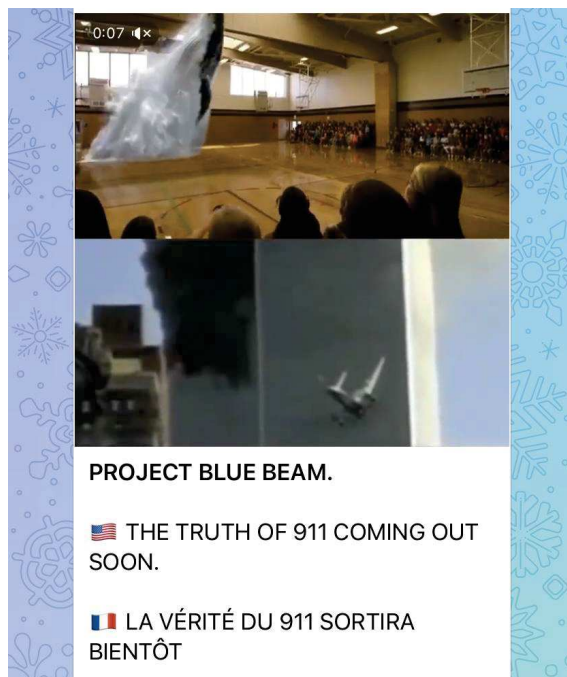 0:07
PROJECT BLUE BEAM.
🇺🇸 THE TRUTH OF 911 COMING OUT
SOON.
🇫🇷 LA VÉRITÉ DU 911 SORTIRA
BIENTÔT